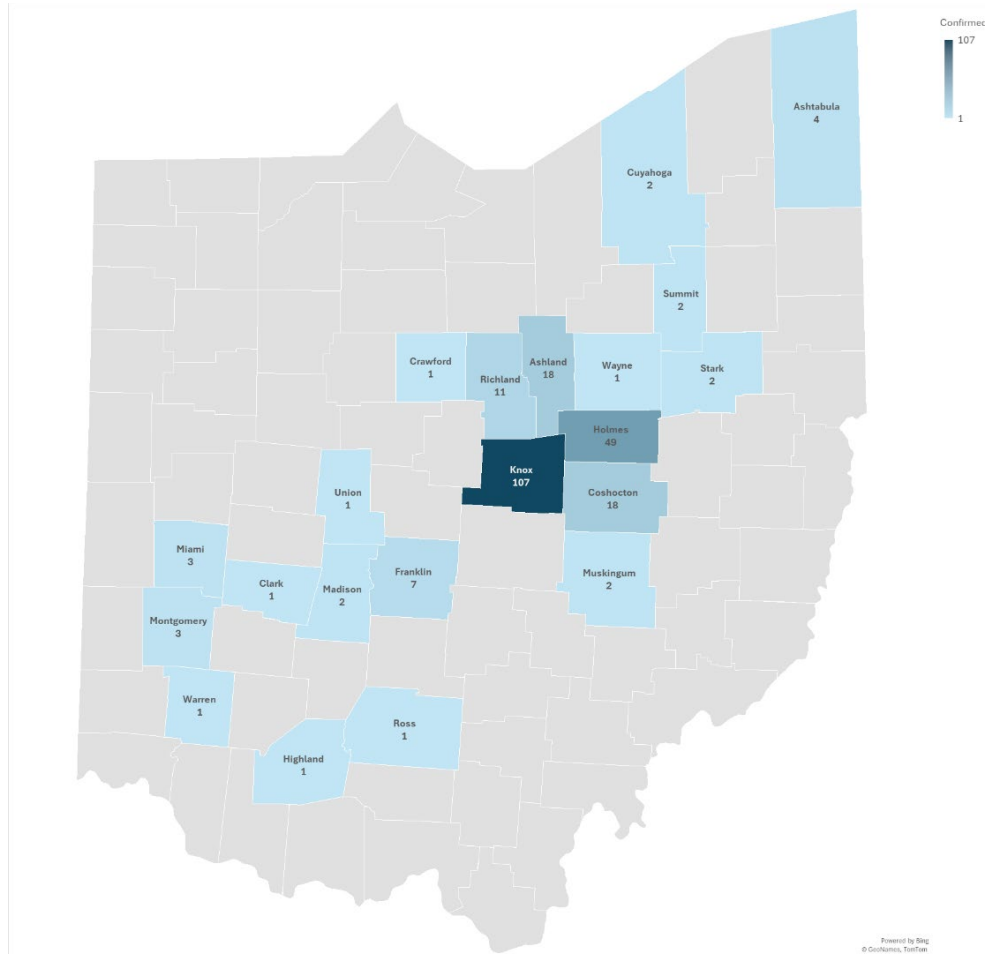 Confirmed
107
1
Ashtabula
4
Cuyahoga
2
Summit
2
Crawford
1
Richland
11
Ashland
18
Wayne
1
Stark
2
Holmes
49
Knox
107
Coshocton
18
Union
1
Miami
3
Clark
1
Madison
2
Franklin
7
Muskingum
2
Montgomery
3
Warren
1
Ross
1
Highland
1
Powered by Bing
© GeoNames, TomTom